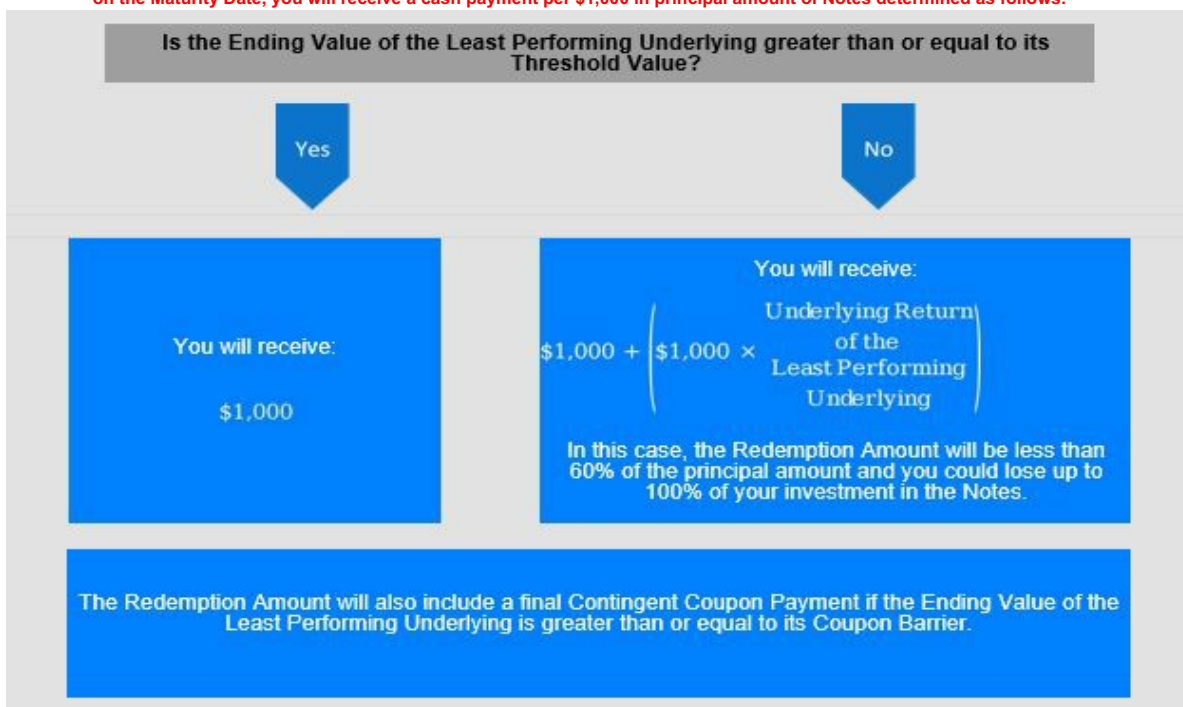 on the Maturity Date, you will receive a cash payment per $1,000 in principal amount of Notes determined as follows:
Is the Ending Value of the Least Performing Underlying greater than or equal to its
Threshold Value?
Yes
No
You will receive:
$1,000
You will receive:
$1,000 + ($1,000 × Underlying Return
of the
Least Performing
Underlying)
In this case, the Redemption Amount will be less than
60% of the principal amount and you could lose up to
100% of your investment in the Notes.
The Redemption Amount will also include a final Contingent Coupon Payment if the Ending Value of the
Least Performing Underlying is greater than or equal to its Coupon Barrier.